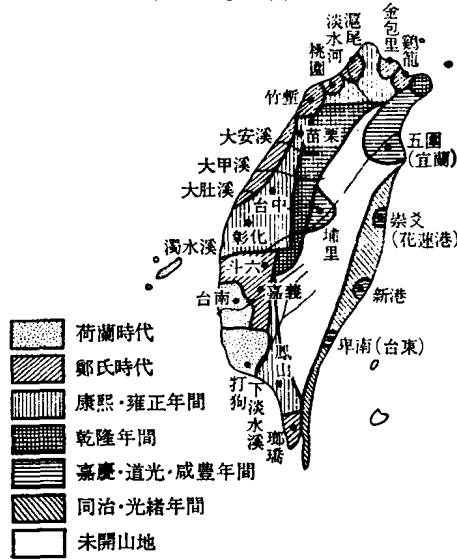 金包里
滬尾
淡水河
鷄籠
桃園
竹塹
大安溪
苗栗
五圍
(宜蘭)
大甲溪
大肚溪
台中
崇爻
(花蓮港)
彰化
埔里
濁水溪
斗六
新港
台南
嘉義
卑南(台東)
鳳山
打狗
下淡水溪
瑯𤩝
荷蘭時代
鄭氏時代
康熙·雍正年間
乾隆年間
嘉慶·道光·咸豊年間
同治·光緒年間
未開山地